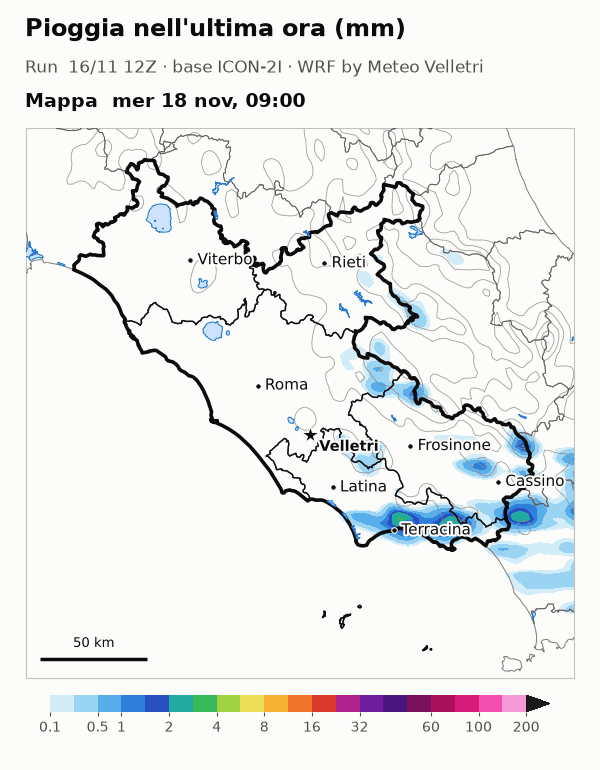 Pioggia nell'ultima ora (mm)
Run  16/11 12Z · base ICON-2I · WRF by Meteo Velletri
Mappa  mer 18 nov, 09:00
Viterbo
Rieti
Roma
Velletri
Frosinone
Latina
Cassino
Terracina
50 km
0.1 0.5 1 2 4 8 16 32 60 100 200